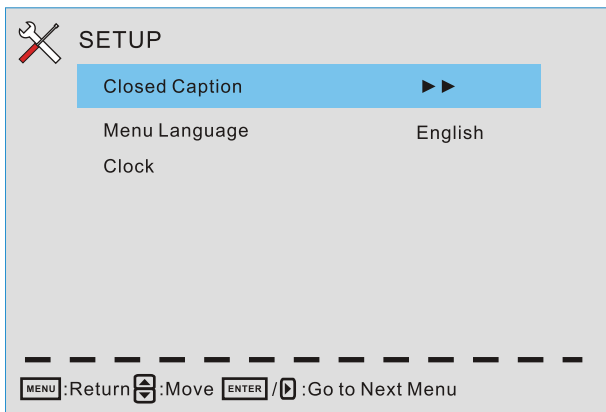 SETUP
Closed Caption ►►
Menu Language English
Clock
MENU:Return :Move ENTER / :Go to Next Menu